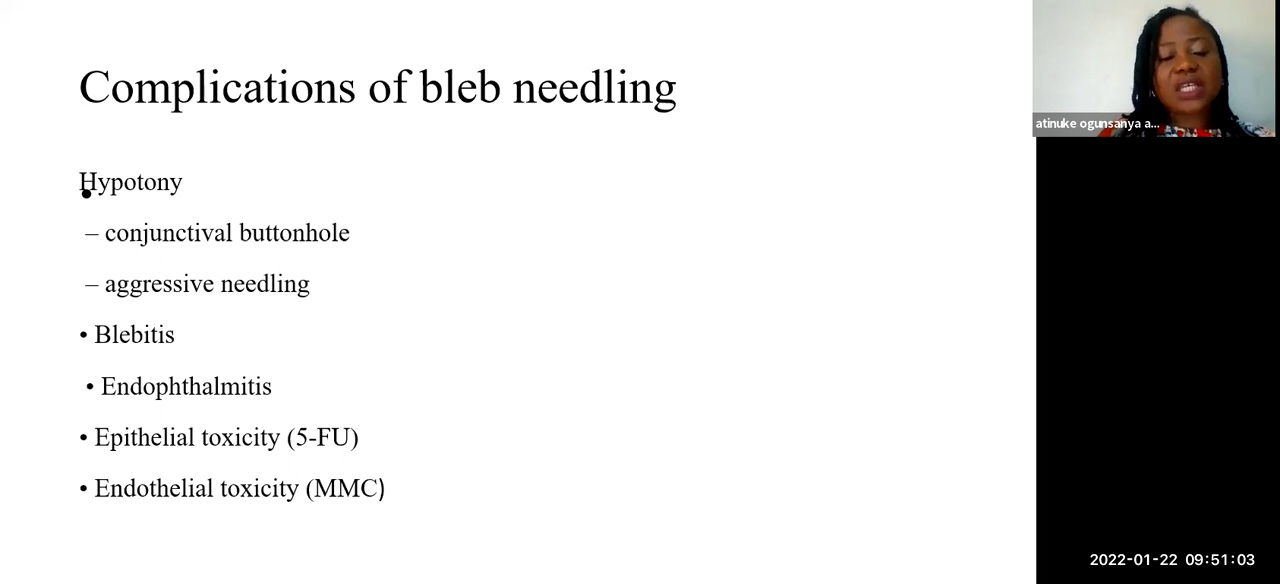 Complications of bleb needling
Hypotony
– conjunctival buttonhole
– aggressive needling
• Blebitis
• Endophthalmitis
• Epithelial toxicity (5-FU)
• Endothelial toxicity (MMC)
atinuke ogunsanya a...
2022-01-22 09:51:03